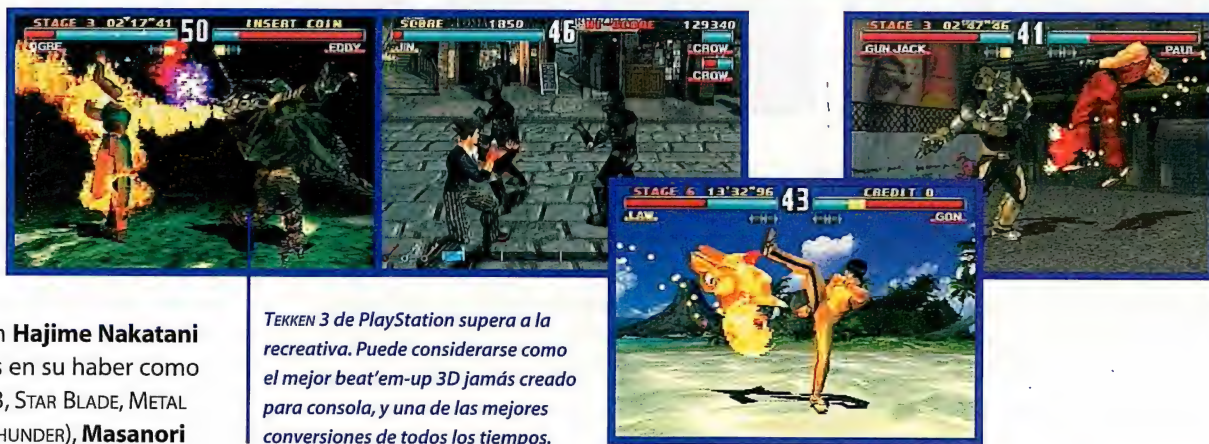 STAGE 3 02"17"41
50
INSERT COIN
OGRE
EDDY
SCORE 1850
46
HI SCORE 129340
JIN
CROW
CROW
STAGE 3 02"47"46
41
GUN JACK
PAUL
STAGE 6 13'32"96
43
CREDIT 0
LAW
GON
n Hajime Nakatani
s en su haber como
3, STAR BLADE, METAL
HUNDER), Masanori
TEKKEN 3 de PlayStation supera a la
recreativa. Puede considerarse como
el mejor beat'em-up 3D jamás creado
para consola, y una de las mejores
conversiones de todos los tiempos.